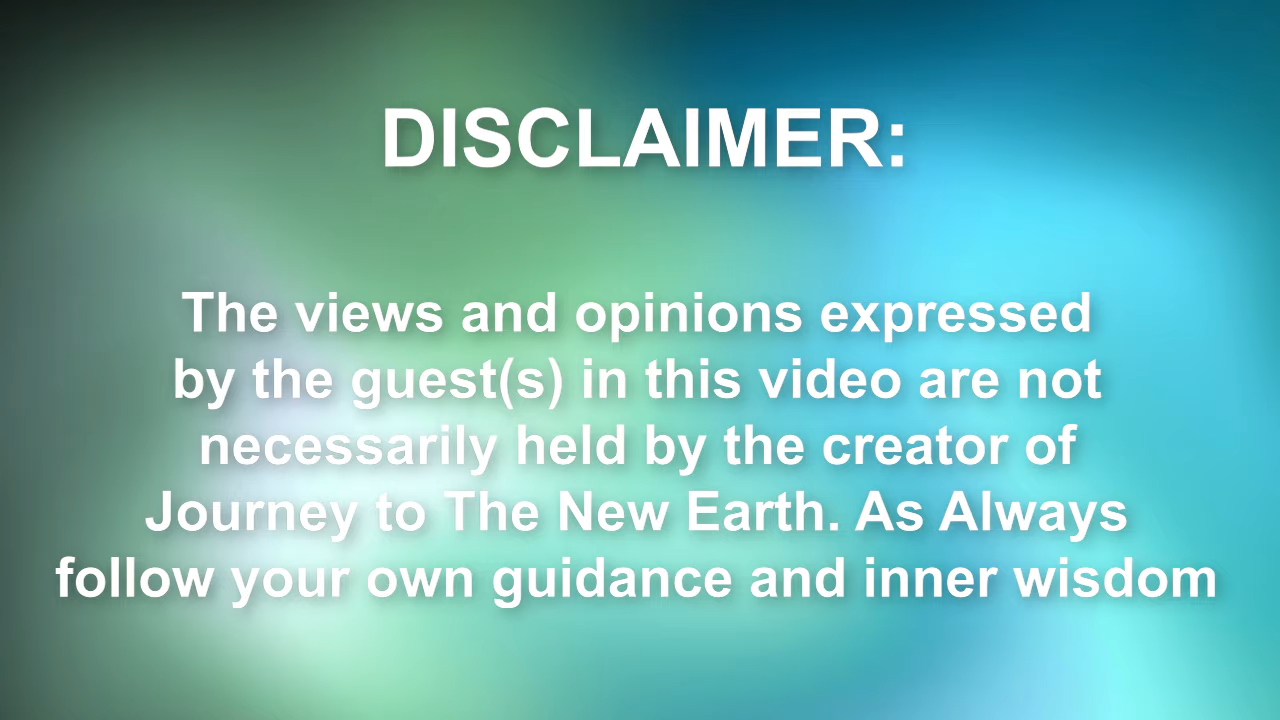 DISCLAIMER:
The views and opinions expressed
by the guest(s) in this video are not
necessarily held by the creator of
Journey to The New Earth. As Always
follow your own guidance and inner wisdom